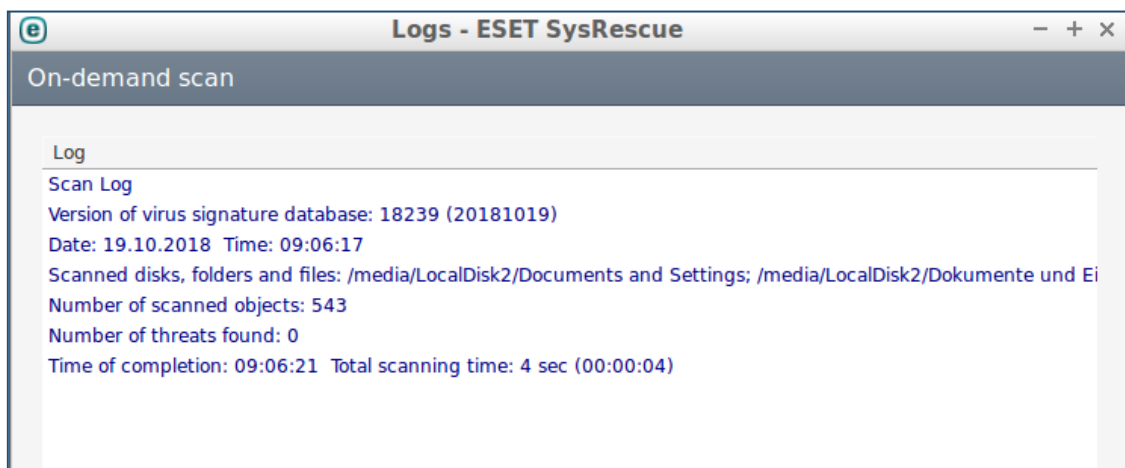 Logs - ESET SysRescue
On-demand scan
Log
Scan Log
Version of virus signature database: 18239 (20181019)
Date: 19.10.2018 Time: 09:06:17
Scanned disks, folders and files: /media/LocalDisk2/Documents and Settings; /media/LocalDisk2/Dokumente und Ei
Number of scanned objects: 543
Number of threats found: 0
Time of completion: 09:06:21 Total scanning time: 4 sec (00:00:04)